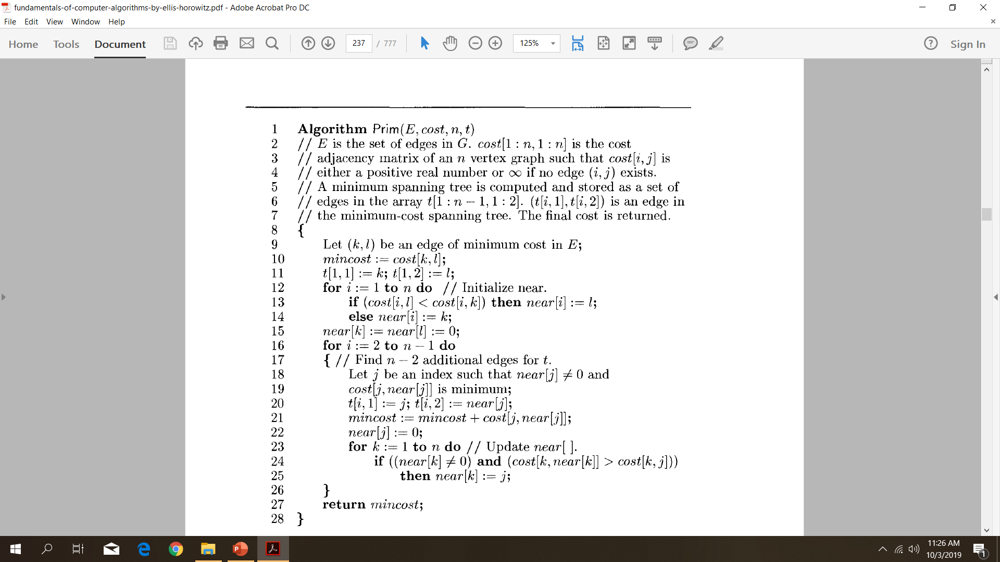 fundamentals-of-computer-algorithms-by-ellis-horowitz.pdf - Adobe Acrobat Pro DC
File Edit View Window Help
Home Tools Document 237 / 777 125% Sign In
1 Algorithm Prim(E, cost, n, t)
2 // E is the set of edges in G. cost[1 : n, 1 : n] is the cost
3 // adjacency matrix of an n vertex graph such that cost[i, j] is
4 // either a positive real number or ∞ if no edge (i, j) exists.
5 // A minimum spanning tree is computed and stored as a set of
6 // edges in the array t[1 : n − 1, 1 : 2]. (t[i, 1], t[i, 2]) is an edge in
7 // the minimum-cost spanning tree. The final cost is returned.
8 {
9 Let (k, l) be an edge of minimum cost in E;
10 mincost := cost[k, l];
11 t[1, 1] := k; t[1, 2] := l;
12 for i := 1 to n do // Initialize near.
13 if (cost[i, l] < cost[i, k]) then near[i] := l;
14 else near[i] := k;
15 near[k] := near[l] := 0;
16 for i := 2 to n − 1 do
17 { // Find n − 2 additional edges for t.
18 Let j be an index such that near[j] ≠ 0 and
19 cost[j, near[j]] is minimum;
20 t[i, 1] := j; t[i, 2] := near[j];
21 mincost := mincost + cost[j, near[j]];
22 near[j] := 0;
23 for k := 1 to n do // Update near[ ].
24 if ((near[k] ≠ 0) and (cost[k, near[k]] > cost[k, j]))
25 then near[k] := j;
26 }
27 return mincost;
28 }
11:26 AM
10/3/2019
1